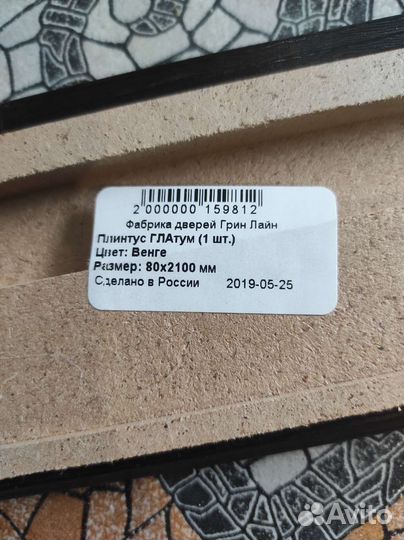 2 000000 159812
Фабрика дверей Грин Лайн
Плинтус ГЛАтум (1 шт.)
Цвет: Венге
Размер: 80х2100 мм
Сделано в России 2019-05-25
Avito